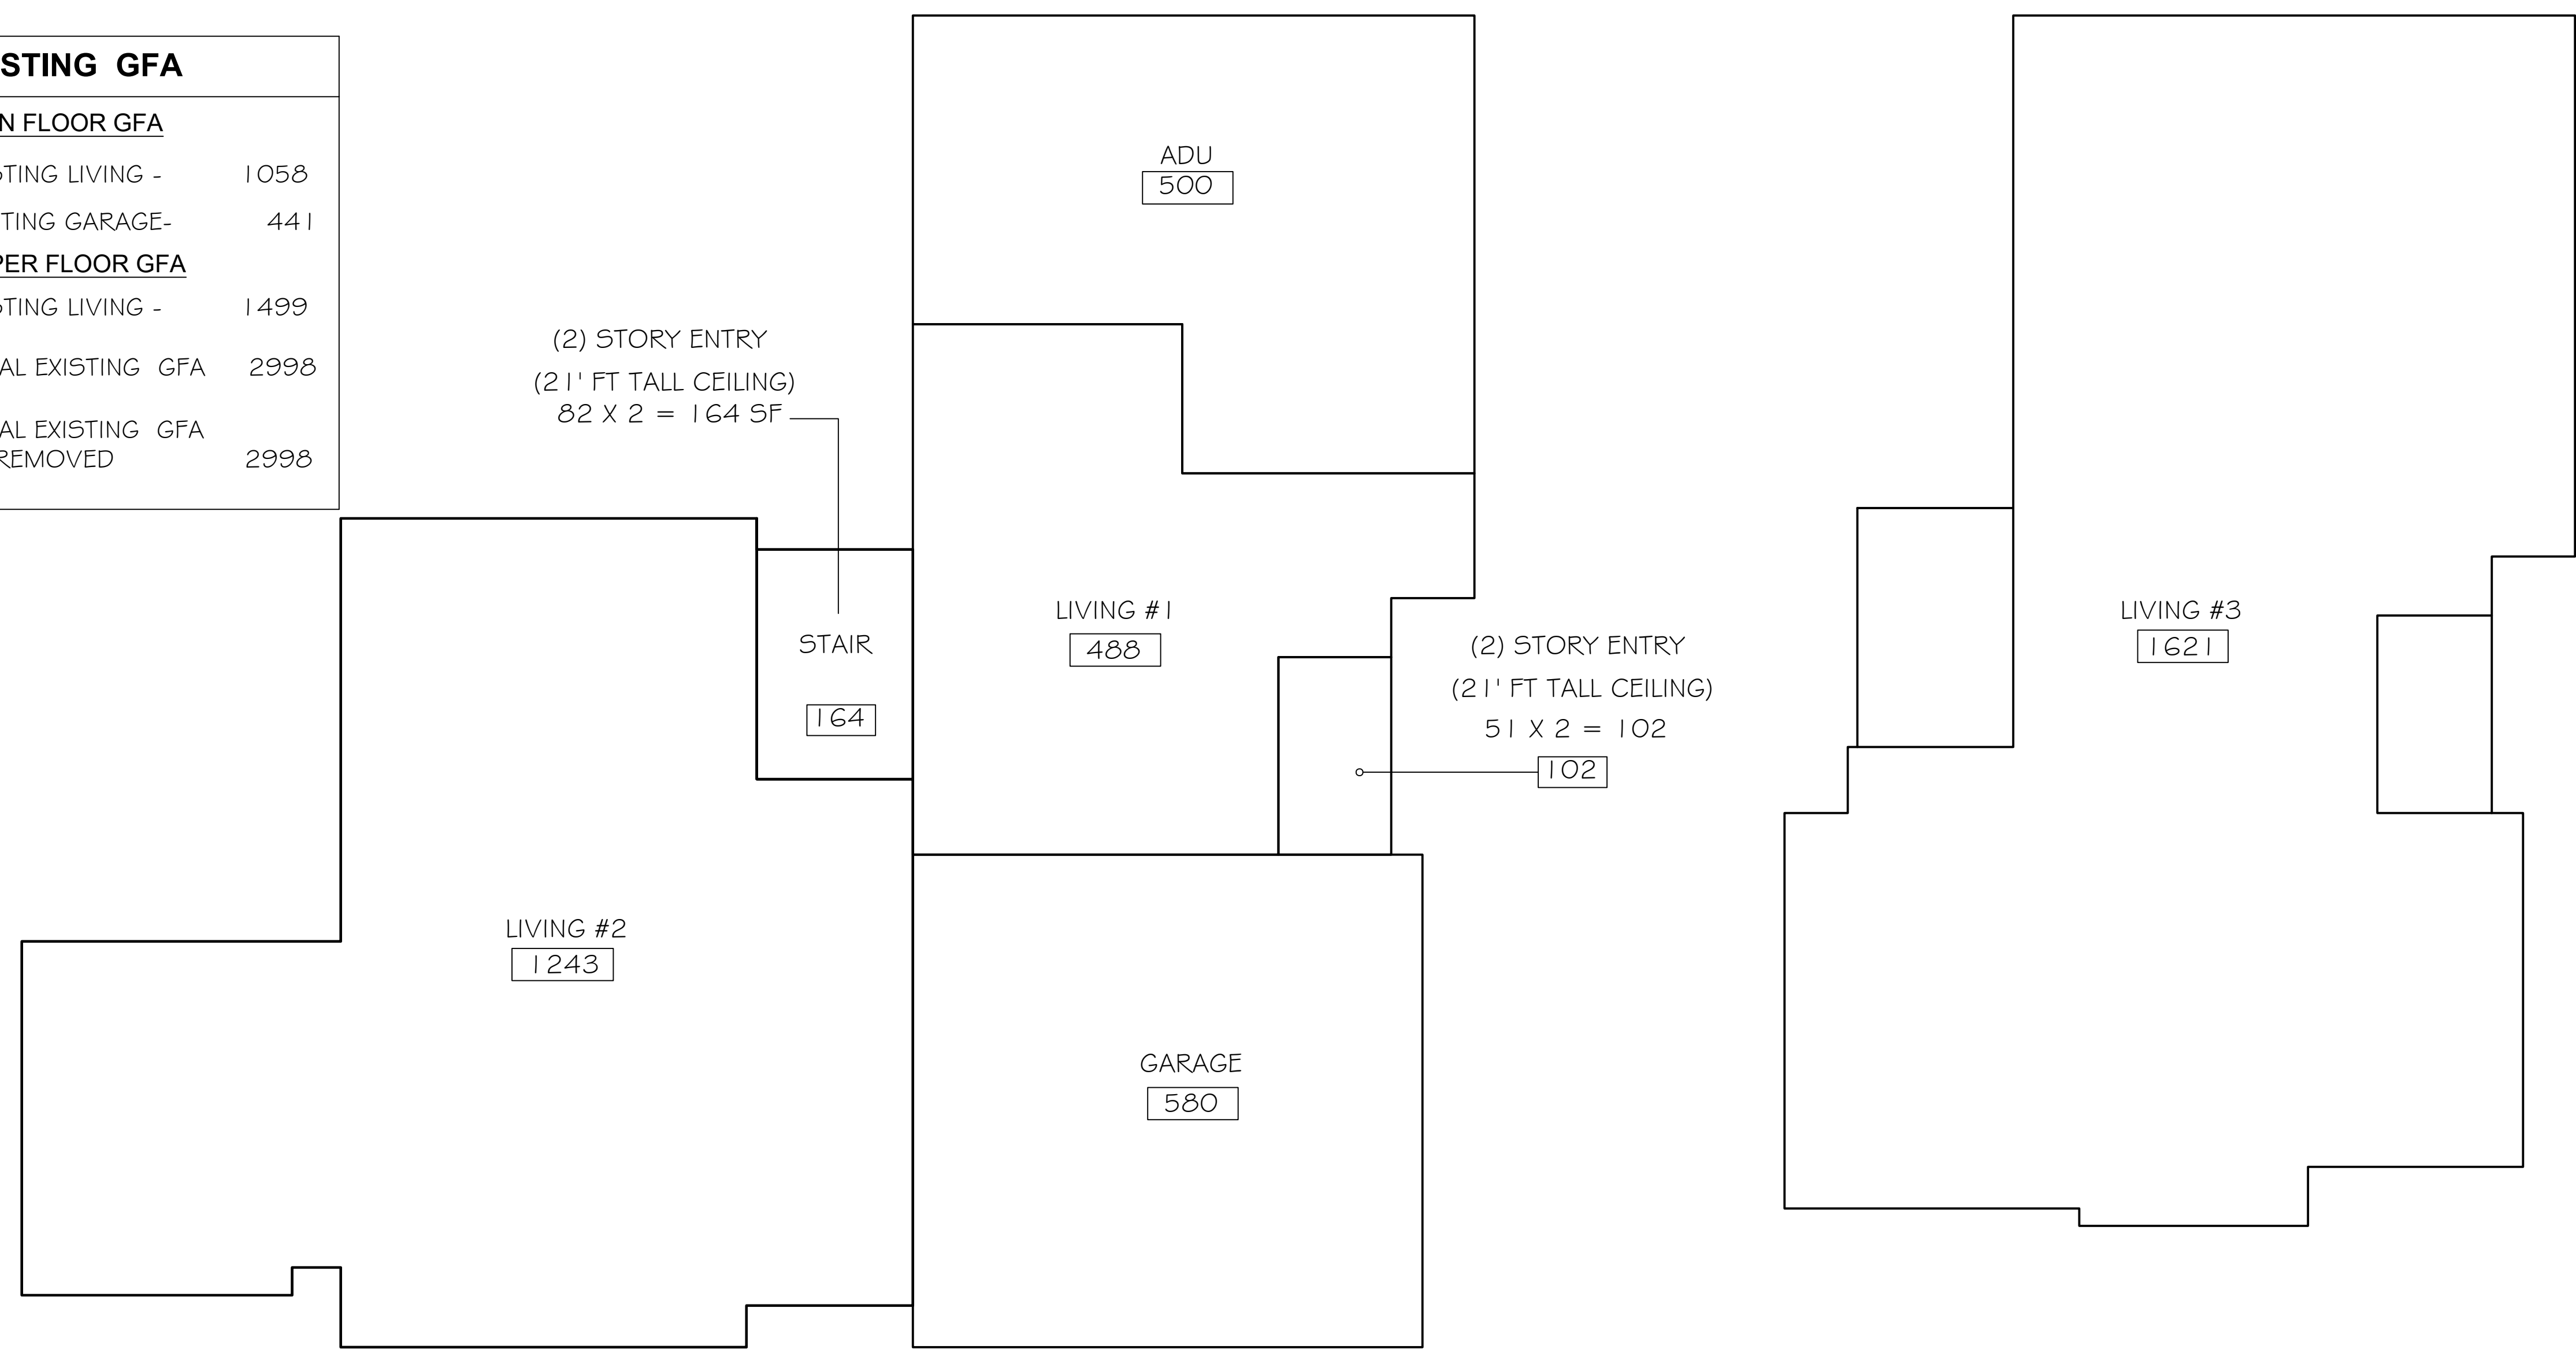 STING GFA
N FLOOR GFA
STING LIVING - 1058
TING GARAGE- 441
PER FLOOR GFA
STING LIVING - 1499
AL EXISTING GFA 2998
AL EXISTING GFA
REMOVED 2998
ADU
500
(2) STORY ENTRY
(21' FT TALL CEILING)
82 X 2 = 164 SF
STAIR
164
LIVING #1
488
(2) STORY ENTRY
(21' FT TALL CEILING)
51 X 2 = 102
102
LIVING #3
1621
LIVING #2
1243
GARAGE
580